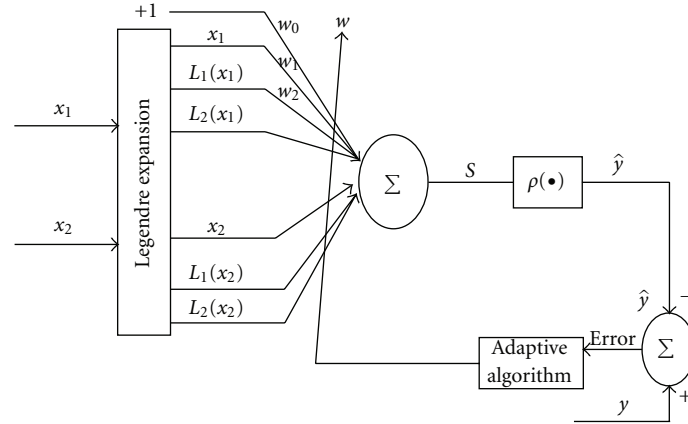 +1
w₀
w
x₁
w₁
L₁(x₁)
w₂
L₂(x₁)
x₁
Legendre expansion
x₂
x₂
L₁(x₂)
L₂(x₂)
Σ
S
ρ(•)
ŷ
ŷ
−
Σ
Error
Adaptive
algorithm
+
y